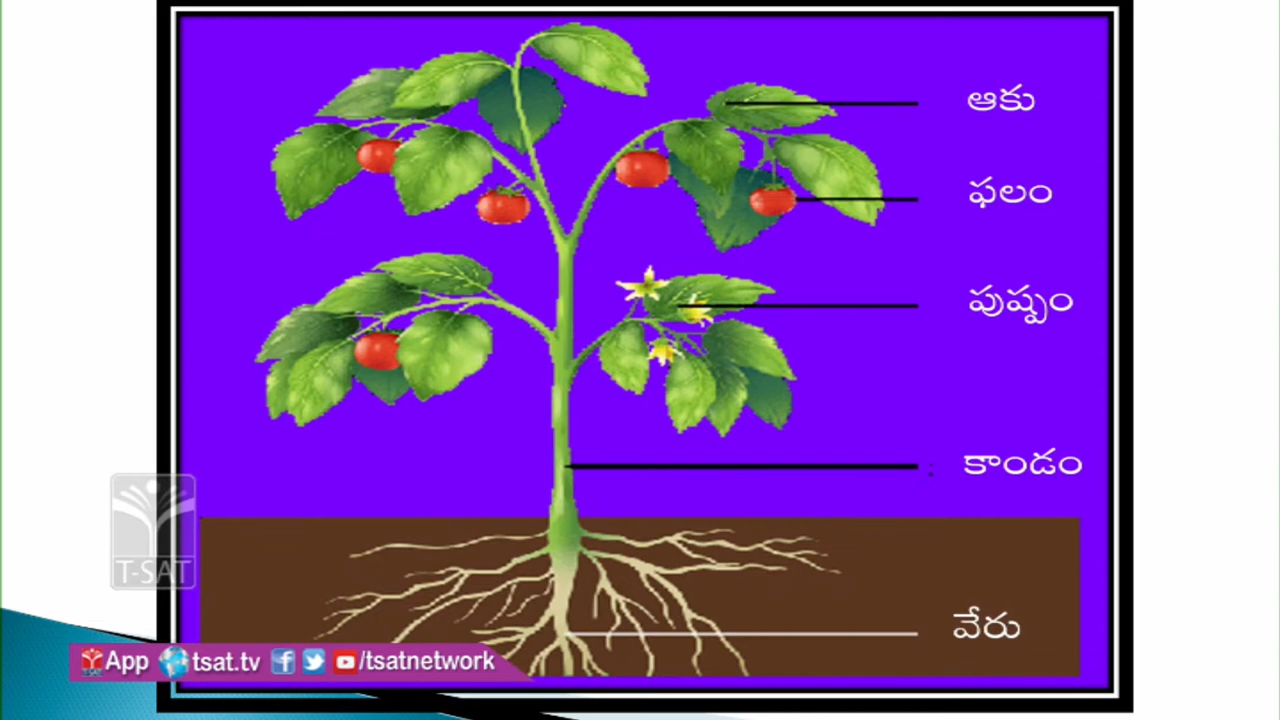 ఆకు
ఫలం
పుష్పం
: కాండం
వేరు
T-SAT
App tsat.tv /tsatnetwork